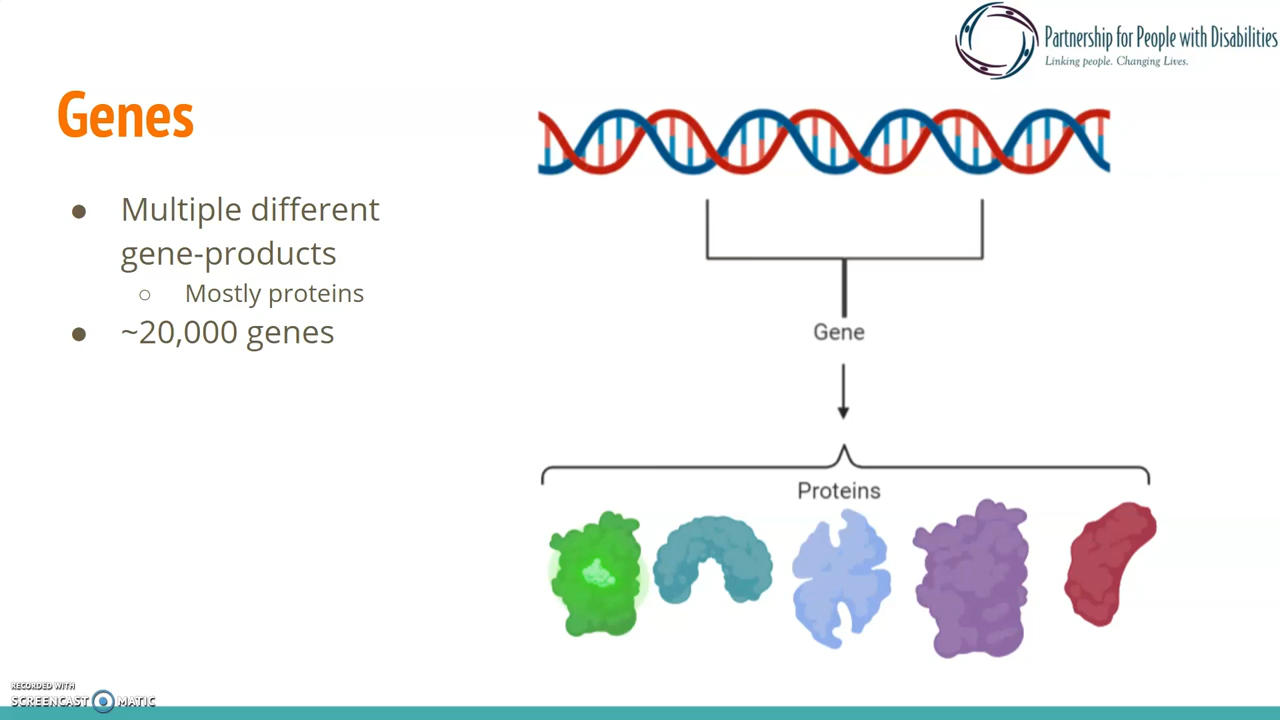 Partnership for People with Disabilities
Linking people. Changing Lives.
Genes
● Multiple different
gene-products
○ Mostly proteins
● ~20,000 genes
Gene
Proteins
RECORDED WITH
SCREENCAST MATIC